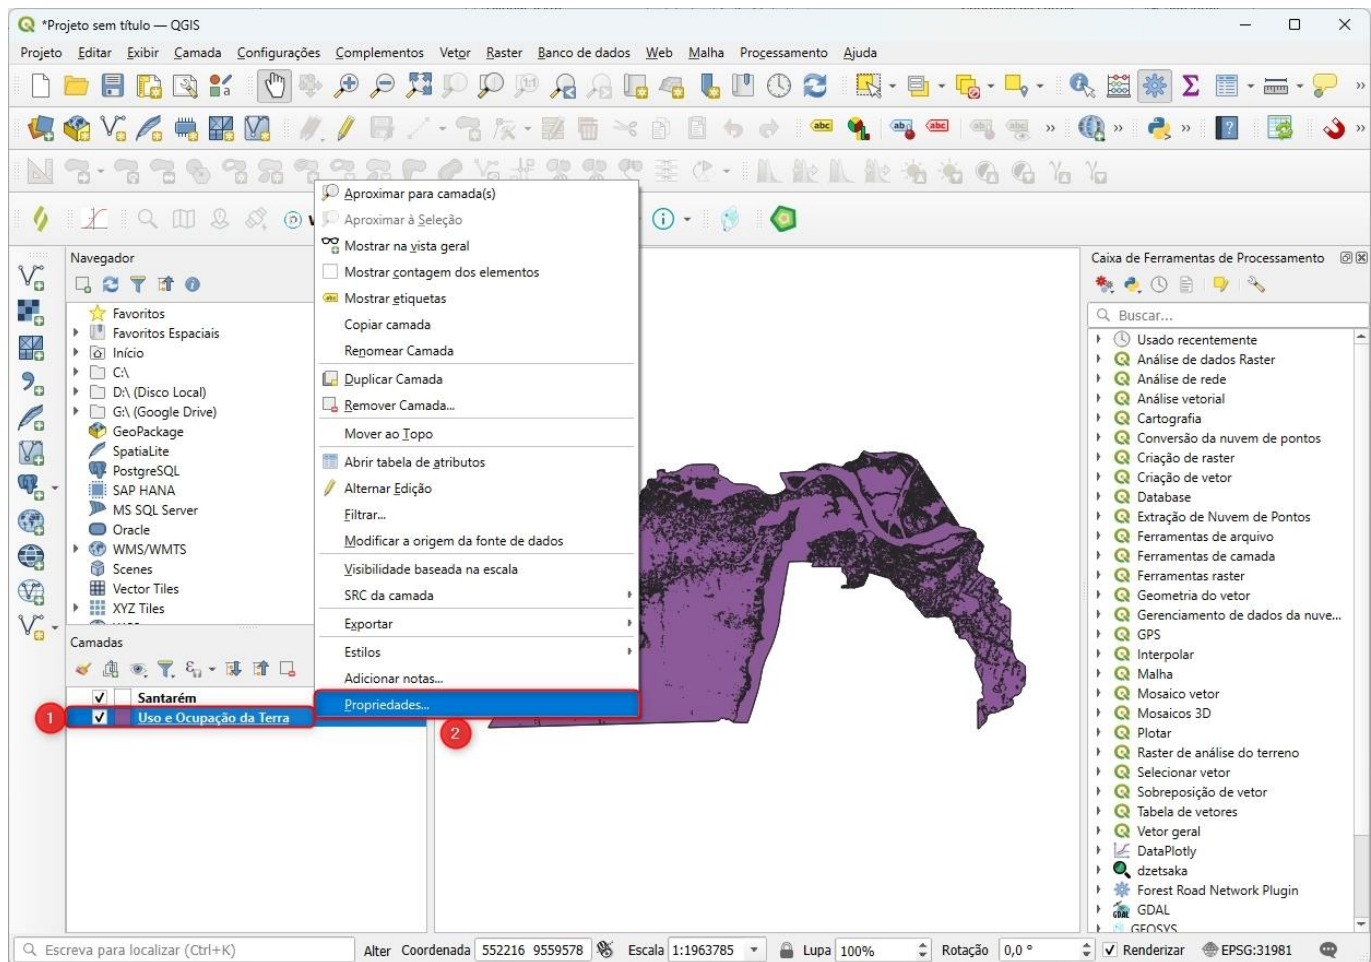 *Projeto sem título — QGIS
Projeto Editar Exibir Camada Configurações Complementos Vetor Raster Banco de dados Web Malha Processamento Ajuda
Aproximar para camada(s)
Aproximar à Seleção
Mostrar na vista geral
Mostrar contagem dos elementos
Mostrar etiquetas
Copiar camada
Renomear Camada
Duplicar Camada
Remover Camada...
Mover ao Topo
Abrir tabela de atributos
Alternar Edição
Filtrar...
Modificar a origem da fonte de dados
Visibilidade baseada na escala
SRC da camada
Exportar
Estilos
Adicionar notas...
Propriedades...
2
Navegador
Favoritos
Favoritos Espaciais
Início
C:\
D:\ (Disco Local)
G:\ (Google Drive)
GeoPackage
SpatiaLite
PostgreSQL
SAP HANA
MS SQL Server
Oracle
WMS/WMTS
Scenes
Vector Tiles
XYZ Tiles
Camadas
Santarém
1
Uso e Ocupação da Terra
Caixa de Ferramentas de Processamento
Buscar...
Usado recentemente
Análise de dados Raster
Análise de rede
Análise vetorial
Cartografia
Conversão da nuvem de pontos
Criação de raster
Criação de vetor
Database
Extração de Nuvem de Pontos
Ferramentas de arquivo
Ferramentas de camada
Ferramentas raster
Geometria do vetor
Gerenciamento de dados da nuve...
GPS
Interpolar
Malha
Mosaico vetor
Mosaicos 3D
Plotar
Raster de análise do terreno
Selecionar vetor
Sobreposição de vetor
Tabela de vetores
Vetor geral
DataPlotly
dzetsaka
Forest Road Network Plugin
GDAL
GEOSYS
Escreva para localizar (Ctrl+K) Alter Coordenada 552216 9559578 Escala 1:1963785 Lupa 100% Rotação 0,0 ° Renderizar EPSG:31981